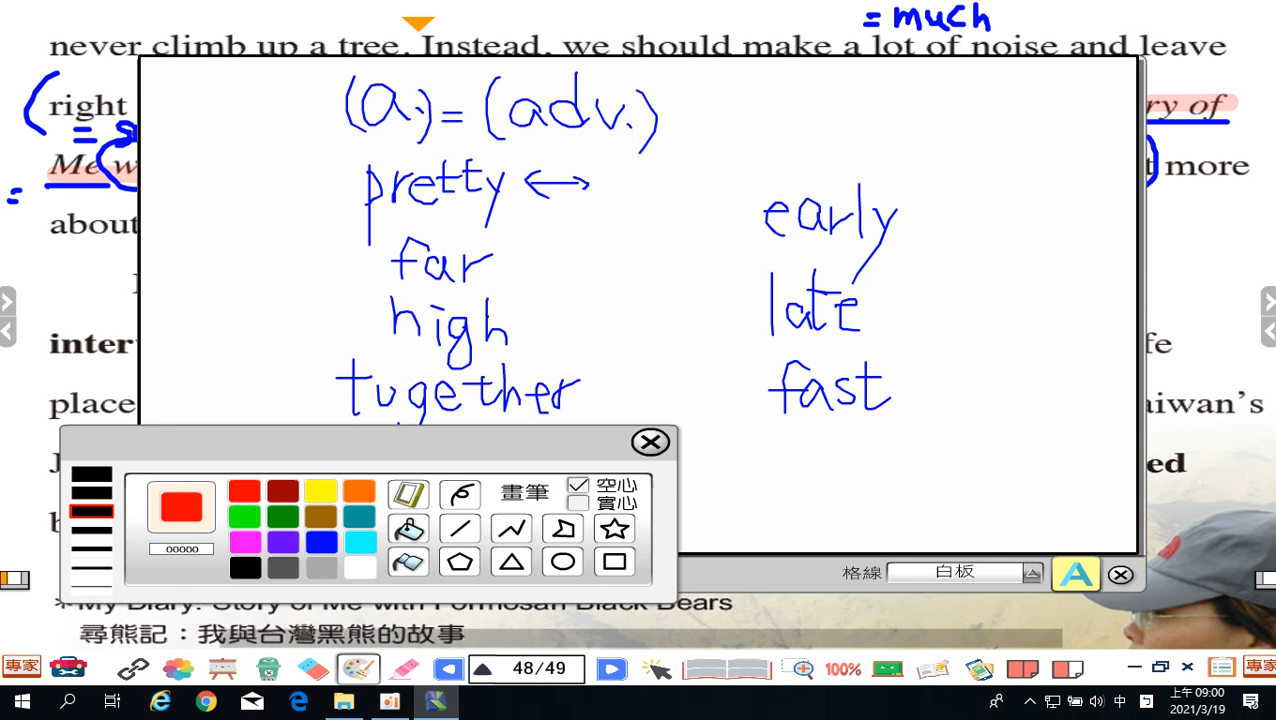 = much
never climb up a tree. Instead, we should make a lot of noise and leave
right
ry of
Me w
t more
about
(a.) = (adv.)
pretty ↔
far
high
together
early
late
fast
inter
fe
place
aiwan's
ed
空心
畫筆
實心
00000
格線 白板 A
* My Diary: Story of Me with Formosan Black Bears
尋熊記：我與台灣黑熊的故事
專家 48/49 100% 專家
中 上午 09:00
2021/3/19